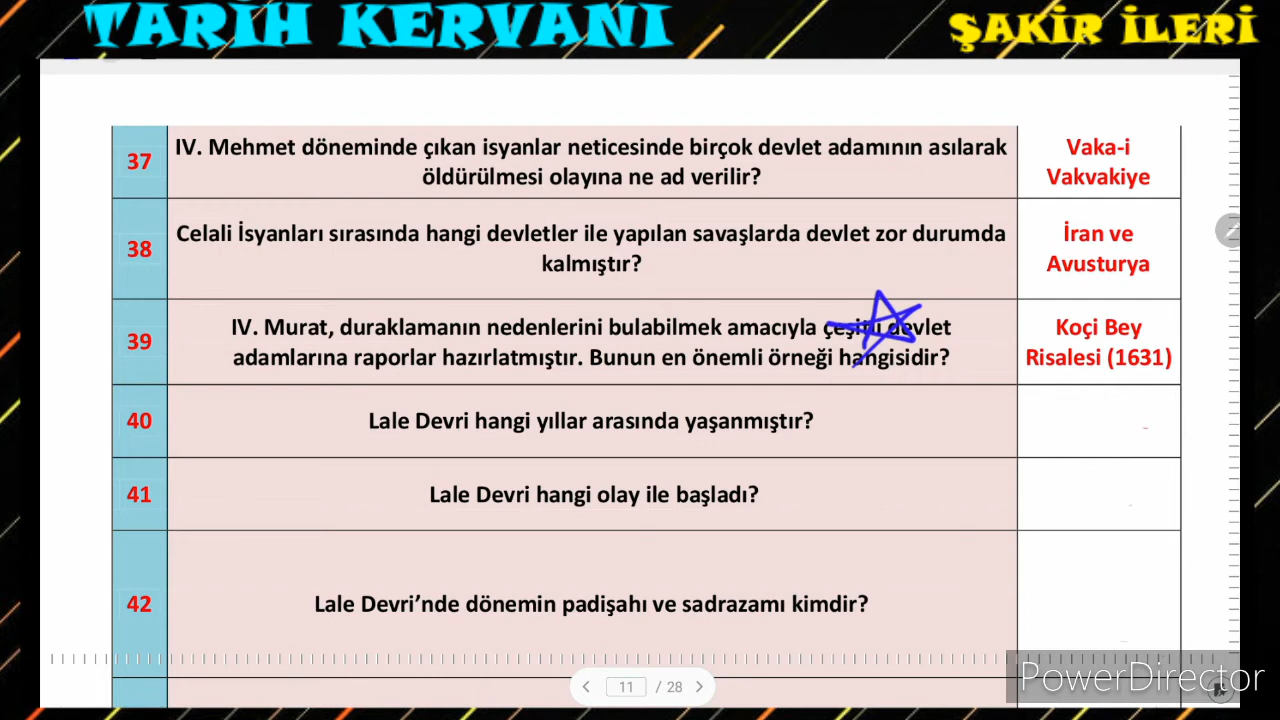 TARİH KERVANI
ŞAKİR İLERİ
37
IV. Mehmet döneminde çıkan isyanlar neticesinde birçok devlet adamının asılarak
öldürülmesi olayına ne ad verilir?
Vaka-i
Vakvakiye
38
Celali İsyanları sırasında hangi devletler ile yapılan savaşlarda devlet zor durumda
kalmıştır?
İran ve
Avusturya
39
IV. Murat, duraklamanın nedenlerini bulabilmek amacıyla çeşitli devlet
adamlarına raporlar hazırlatmıştır. Bunun en önemli örneği hangisidir?
Koçi Bey
Risalesi (1631)
40
Lale Devri hangi yıllar arasında yaşanmıştır?
41
Lale Devri hangi olay ile başladı?
42
Lale Devri’nde dönemin padişahı ve sadrazamı kimdir?
11 / 28
PowerDirector